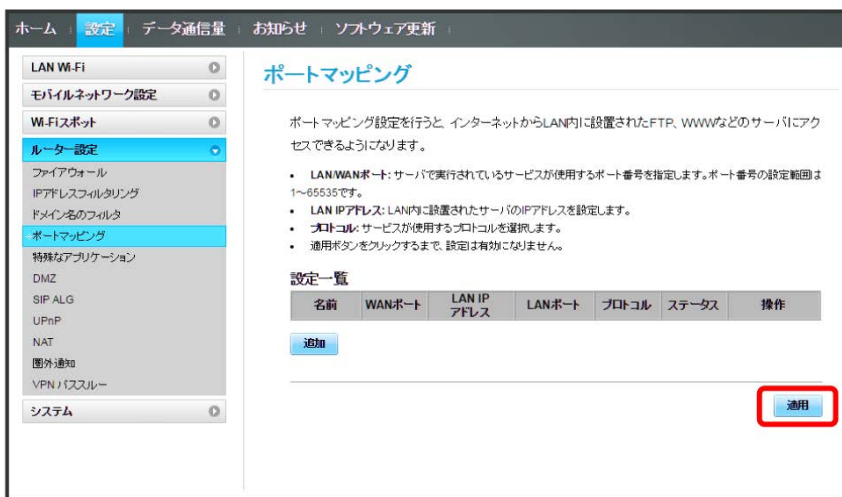 ホーム 設定 データ通信量 お知らせ ソフトウェア更新
LAN Wi-Fi
モバイルネットワーク設定
Wi-Fiスポット
ルーター設定
ファイアウォール
IPアドレスフィルタリング
ドメイン名のフィルタ
ポートマッピング
特殊なアプリケーション
DMZ
SIP ALG
UPnP
NAT
圏外通知
VPN パススルー
システム
ポートマッピング
ポートマッピング設定を行うと、インターネットからLAN内に設置されたFTP、WWWなどのサーバにアク
セスできるようになります。
• LAN/WANポート: サーバで実行されているサービスが使用するポート番号を指定します。ポート番号の設定範囲は
1～65535です。
• LAN IPアドレス: LAN内に設置されたサーバのIPアドレスを設定します。
• プロトコル: サービスが使用するプロトコルを選択します。
• 適用ボタンをクリックするまで、設定は有効になりません。
設定一覧
名前 WANポート LAN IP アドレス LANポート プロトコル ステータス 操作
追加
適用